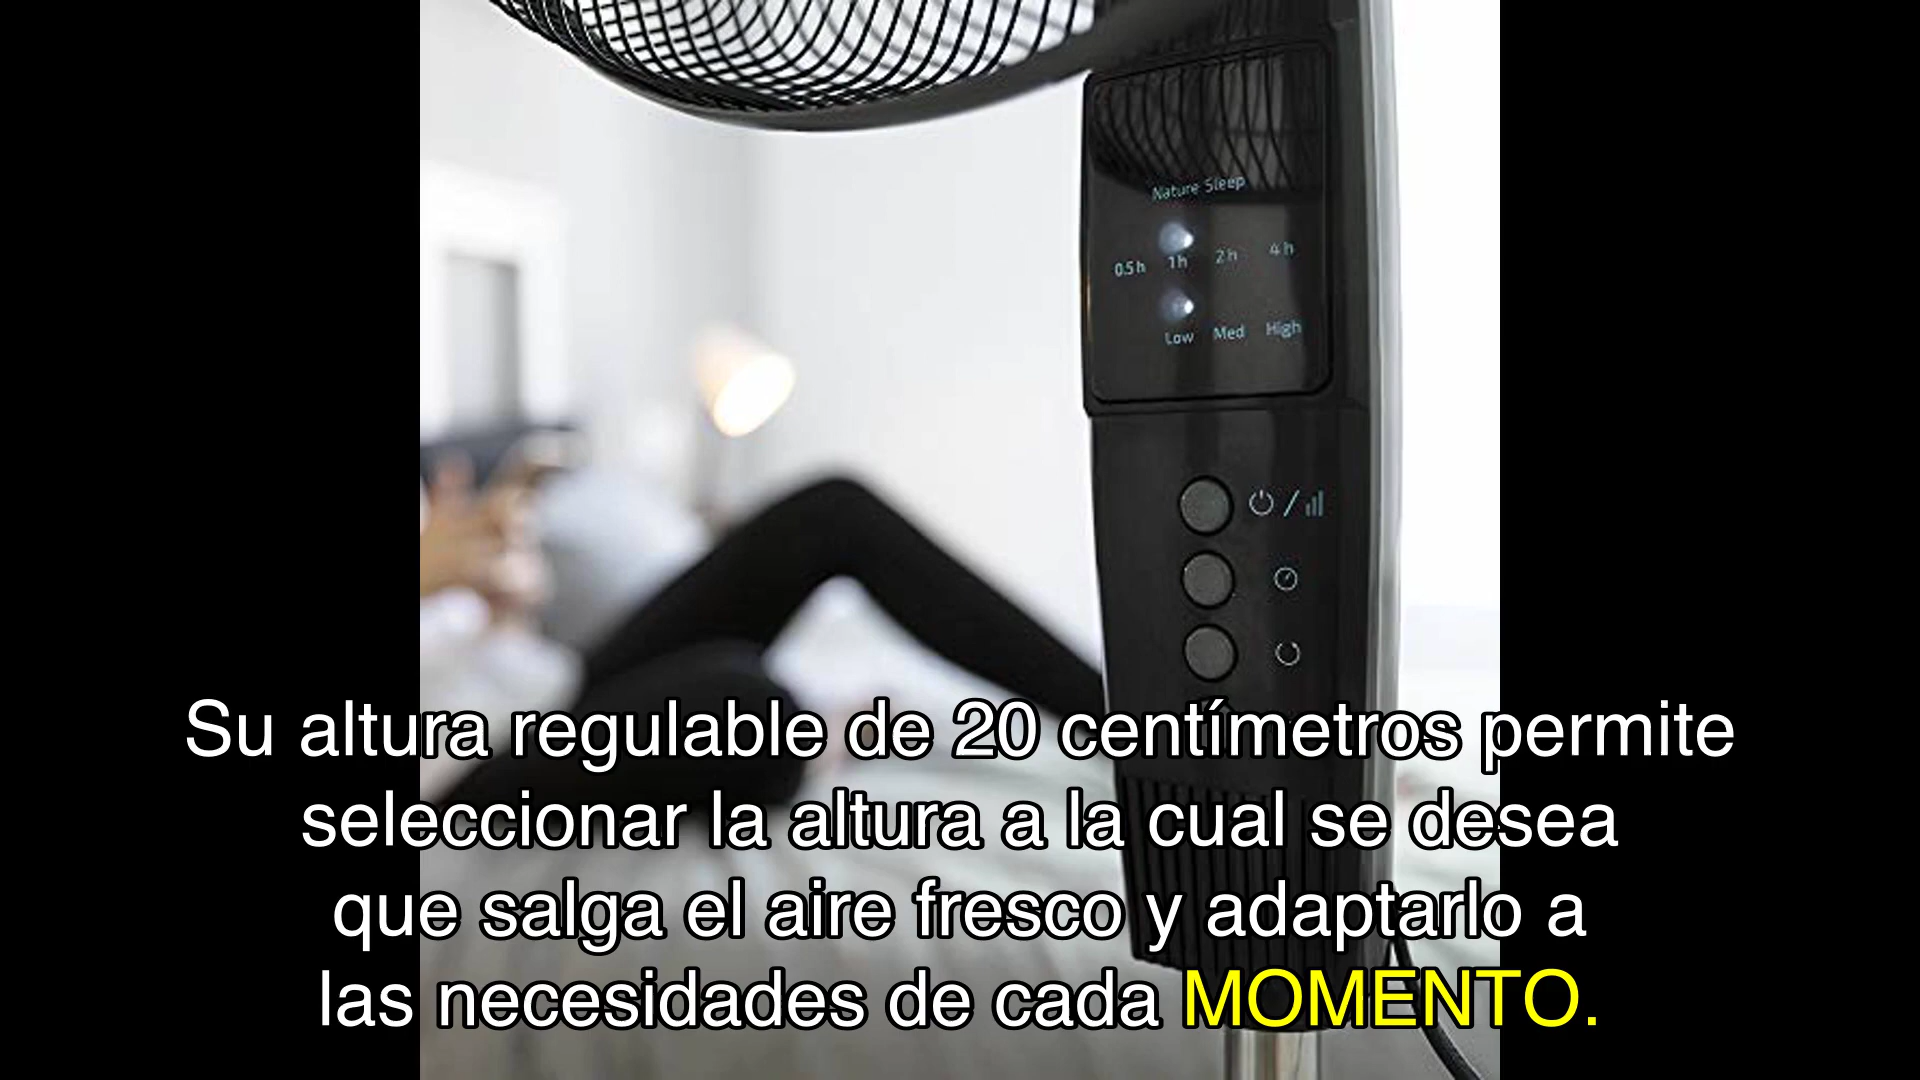 Nature Sleep
0.5h 1h 2h 4h
Low Med High
Su altura regulable de 20 centímetros permite
seleccionar la altura a la cual se desea
que salga el aire fresco y adaptarlo a
las necesidades de cada MOMENTO.